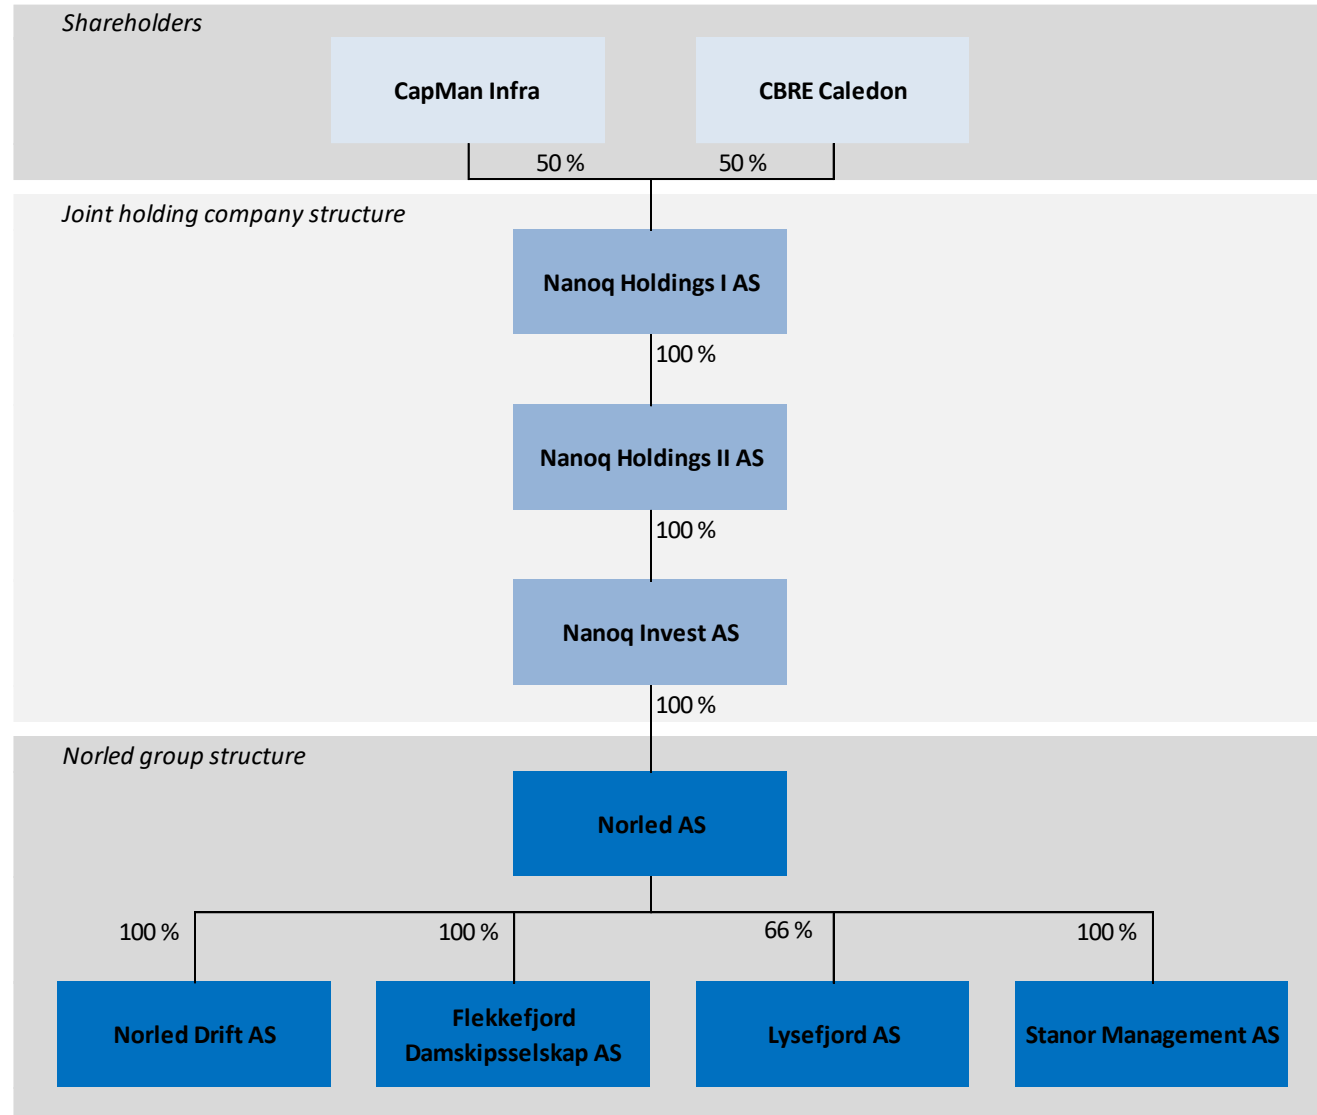 Shareholders
CapMan Infra
CBRE Caledon
50 %
50 %
Joint holding company structure
Nanoq Holdings I AS
100 %
Nanoq Holdings II AS
100 %
Nanoq Invest AS
100 %
Norled group structure
Norled AS
100 %
100 %
66 %
100 %
Norled Drift AS
Flekkefjord
Damskipsselskap AS
Lysefjord AS
Stanor Management AS